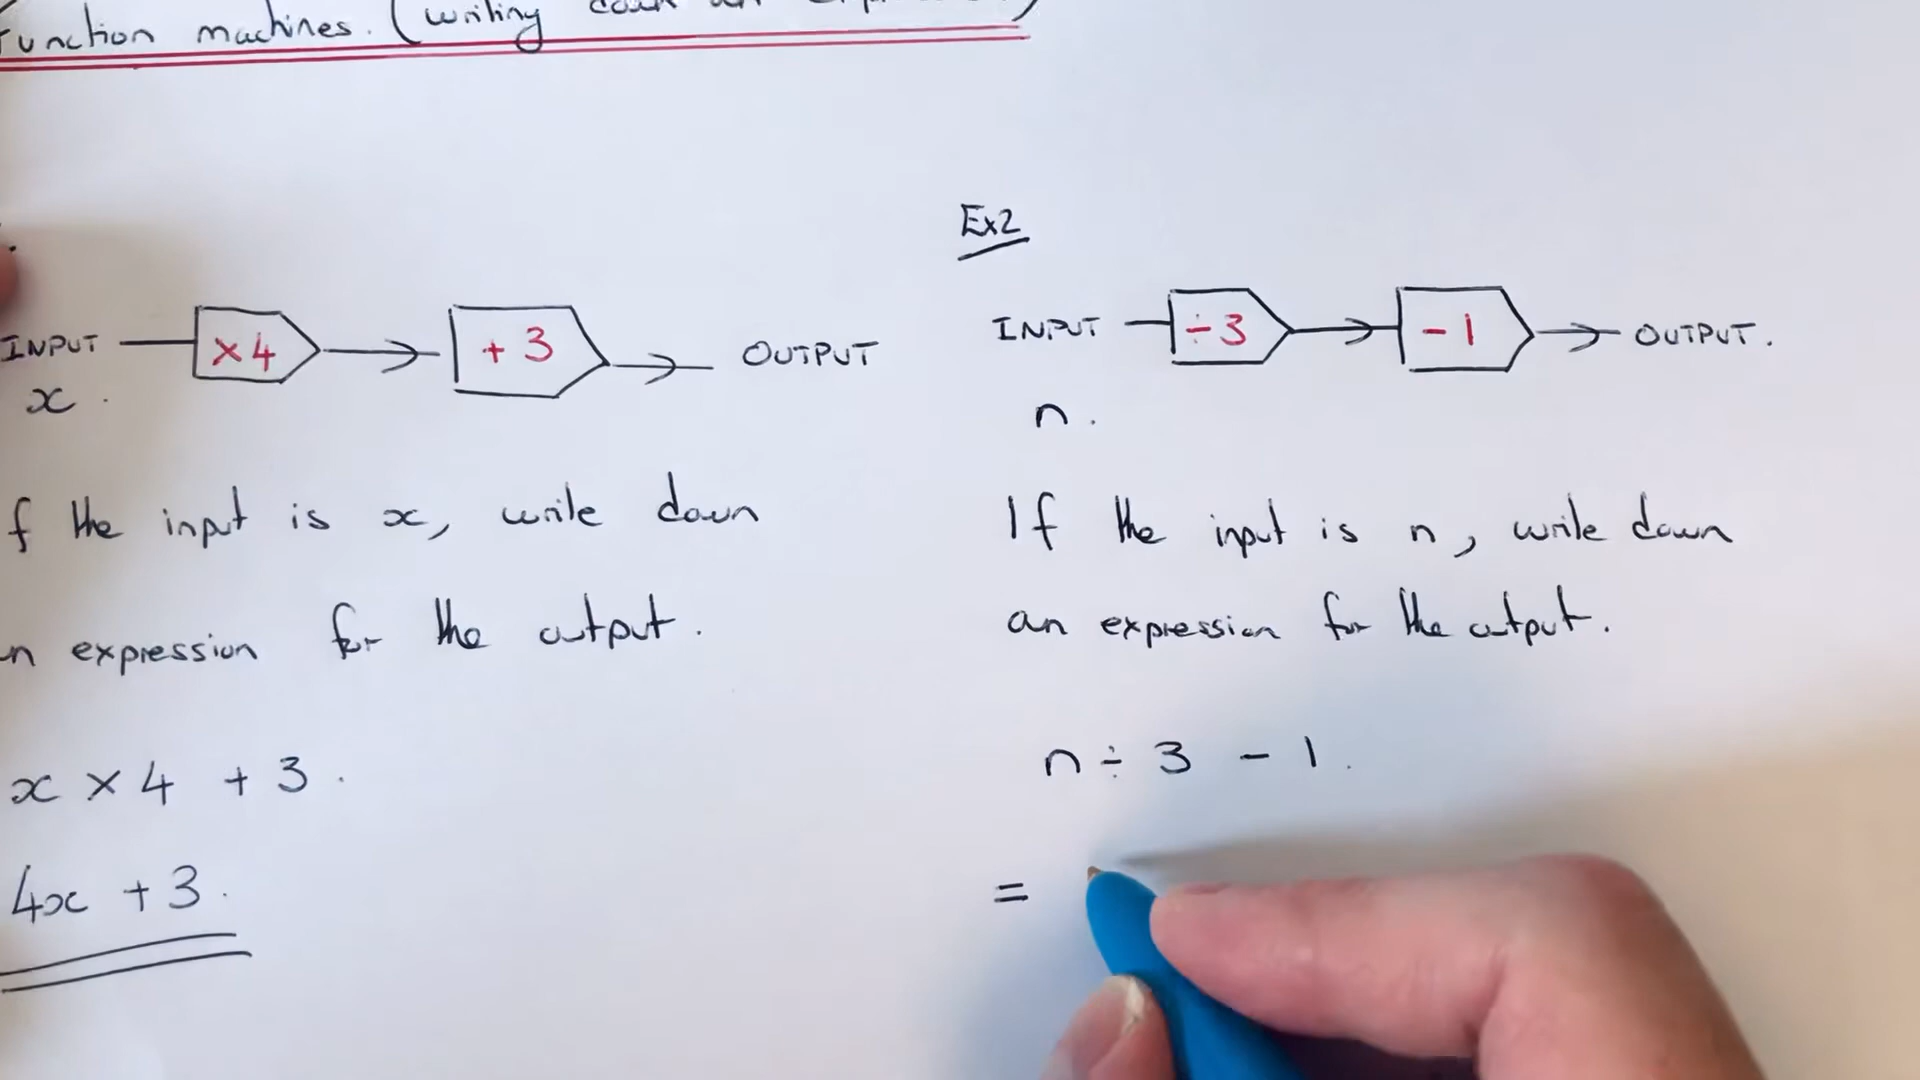 Function machines. (writing down an
INPUT ×4 +3 OUTPUT
x.
f the input is x, write down
n expression for the output.
x × 4 + 3.
4x + 3.
Ex2
INPUT ÷3 -1 OUTPUT.
n.
If the input is n, write down
an expression for the output.
n ÷ 3 - 1.
=